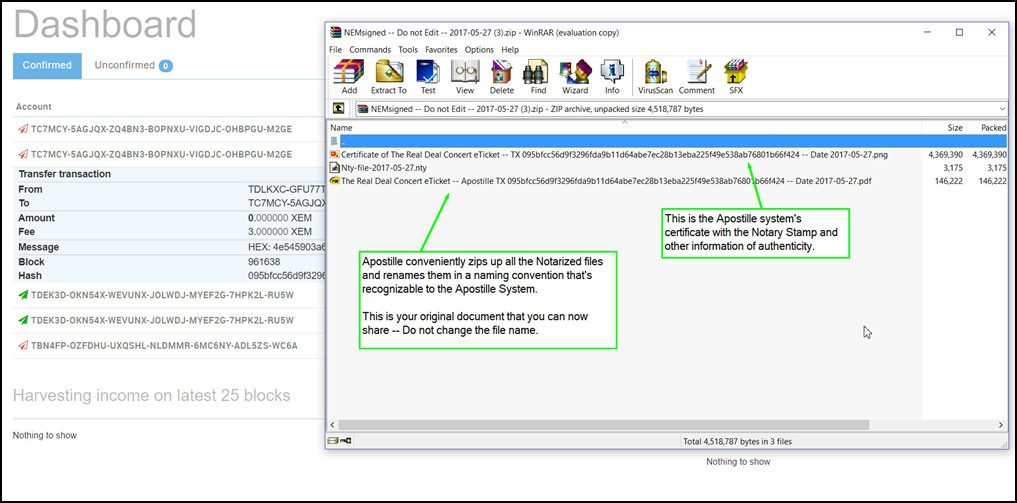 Dashboard
Confirmed
Unconfirmed 0
Account
TC7MCY-5AGJQX-ZQ4BN3-BOPNXU-VIGDJC-OHBPGU-M2GE
TC7MCY-5AGJQX-ZQ4BN3-BOPNXU-VIGDJC-OHBPGU-M2GE
Transfer transaction
From TDLKXC-GFU77T
To TC7MCY-5AGJQX
Amount 0.000000 XEM
Fee 3.000000 XEM
Message HEX: 4e545903a6
Block 961638
Hash 095bfcc56d9f3296
TDEK3D-OKN54X-WEVUNX-JOLWDJ-MYEF2G-7HPK2L-RU5W
TDEK3D-OKN54X-WEVUNX-JOLWDJ-MYEF2G-7HPK2L-RU5W
TBN4FP-OZFDHU-UXQSHL-NLDMMR-6MC6NY-ADL5ZS-WC6A
Harvesting income on latest 25 blocks
Nothing to show
NEMsigned -- Do not Edit -- 2017-05-27 (3).zip - WinRAR (evaluation copy)
File Commands Tools Favorites Options Help
Add Extract To Test View Delete Find Wizard Info VirusScan Comment SFX
NEMsigned -- Do not Edit -- 2017-05-27 (3).zip - ZIP archive, unpacked size 4,518,787 bytes
Name Size Packed
..
Certificate of The Real Deal Concert eTicket -- TX 095bfcc56d9f3296fda9b11d64abe7ec28b13eba225f49e538ab76801b66f424 -- Date 2017-05-27.png 4,369,390 4,369,390
Nty-file-2017-05-27.nty 3,175 3,175
The Real Deal Concert eTicket -- Apostille TX 095bfcc56d9f3296fda9b11d64abe7ec28b13eba225f49e538ab76801b66f424 -- Date 2017-05-27.pdf 146,222 146,222
This is the Apostille system's
certificate with the Notary Stamp and
other information of authenticity.
Apostille conveniently zips up all the Notarized files
and renames them in a naming convention that's
recognizable to the Apostille System.
This is your original document that you can now
share -- Do not change the file name.
Total 4,518,787 bytes in 3 files
Nothing to show